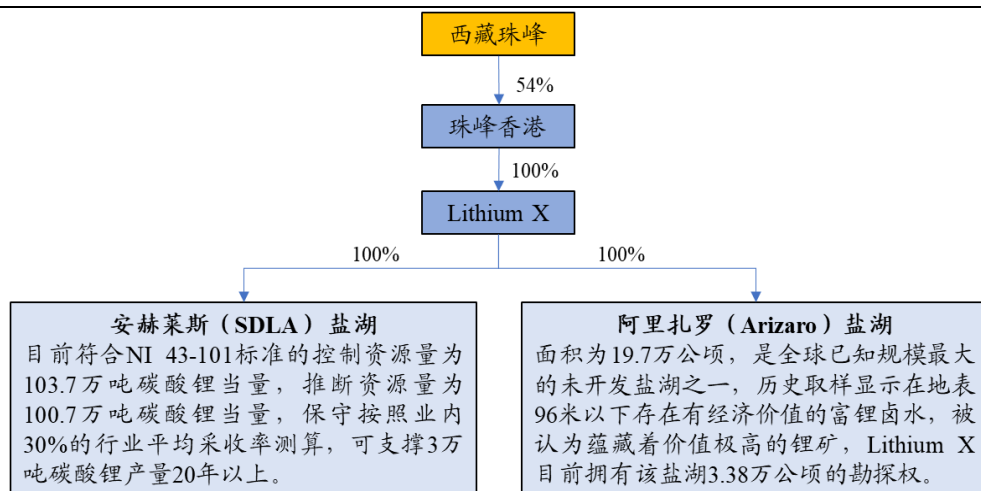 西藏珠峰
54%
珠峰香港
100%
Lithium X
100%
100%
安赫莱斯（SDLA）盐湖
目前符合NI 43-101标准的控制资源量为
103.7万吨碳酸锂当量，推断资源量为
100.7万吨碳酸锂当量，保守按照业内
30%的行业平均采收率测算，可支撑3万
吨碳酸锂产量20年以上。
阿里扎罗（Arizaro）盐湖
面积为19.7万公顷，是全球已知规模最大
的未开发盐湖之一，历史取样显示在地表
96米以下存在有经济价值的富锂卤水，被
认为蕴藏着价值极高的锂矿，Lithium X
目前拥有该盐湖3.38万公顷的勘探权。